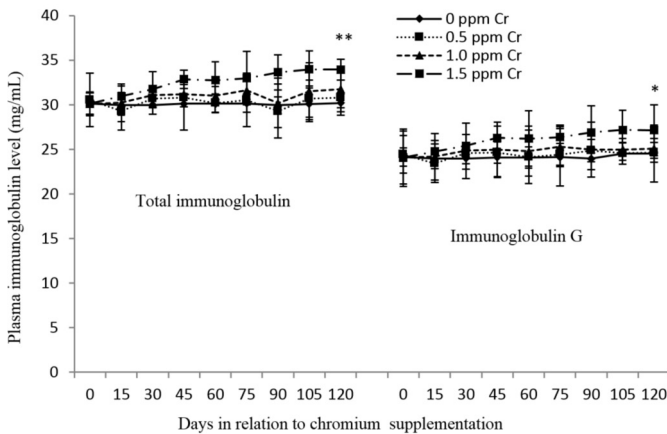 40
35
30
25
20
15
10
5
0
Plasma immunoglobulin level (mg/mL)
0 ppm Cr
0.5 ppm Cr
1.0 ppm Cr
1.5 ppm Cr
**
*
Total immunoglobulin
Immunoglobulin G
0 15 30 45 60 75 90 105 120 0 15 30 45 60 75 90 105 120
Days in relation to chromium supplementation